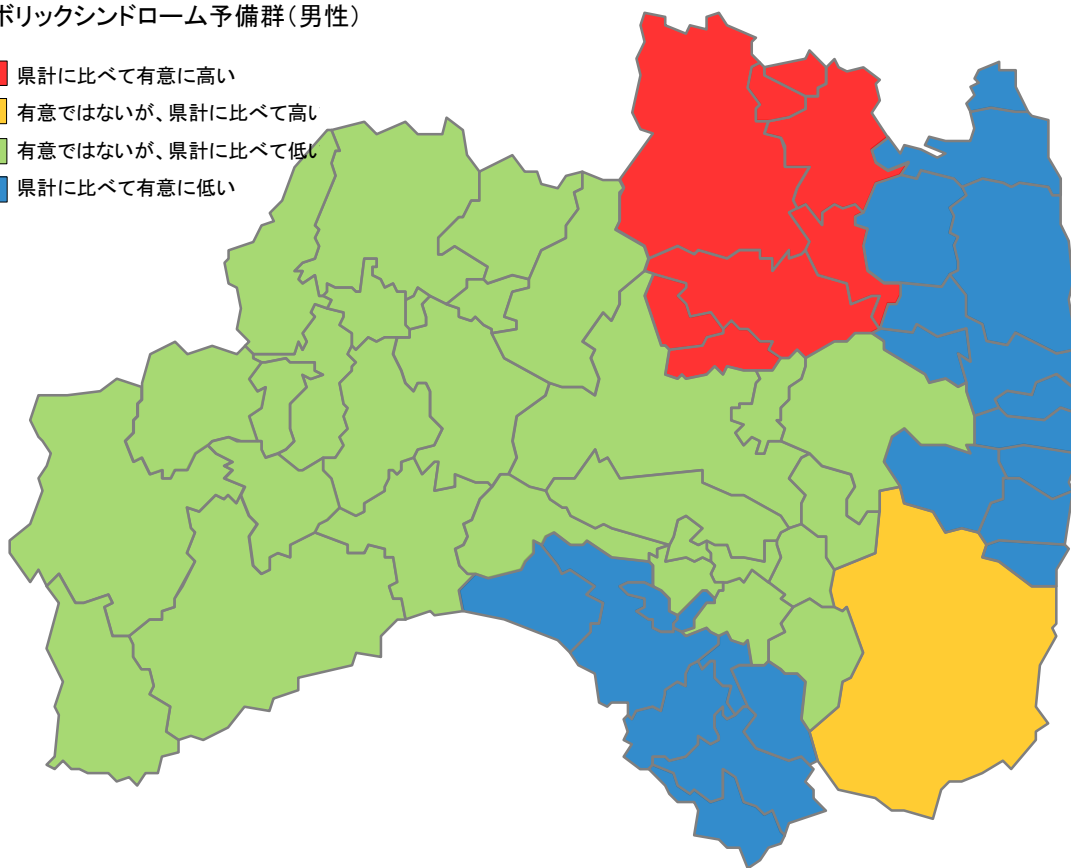 ボリックシンドローム予備群(男性)
県計に比べて有意に高い
有意ではないが、県計に比べて高い
有意ではないが、県計に比べて低い
県計に比べて有意に低い